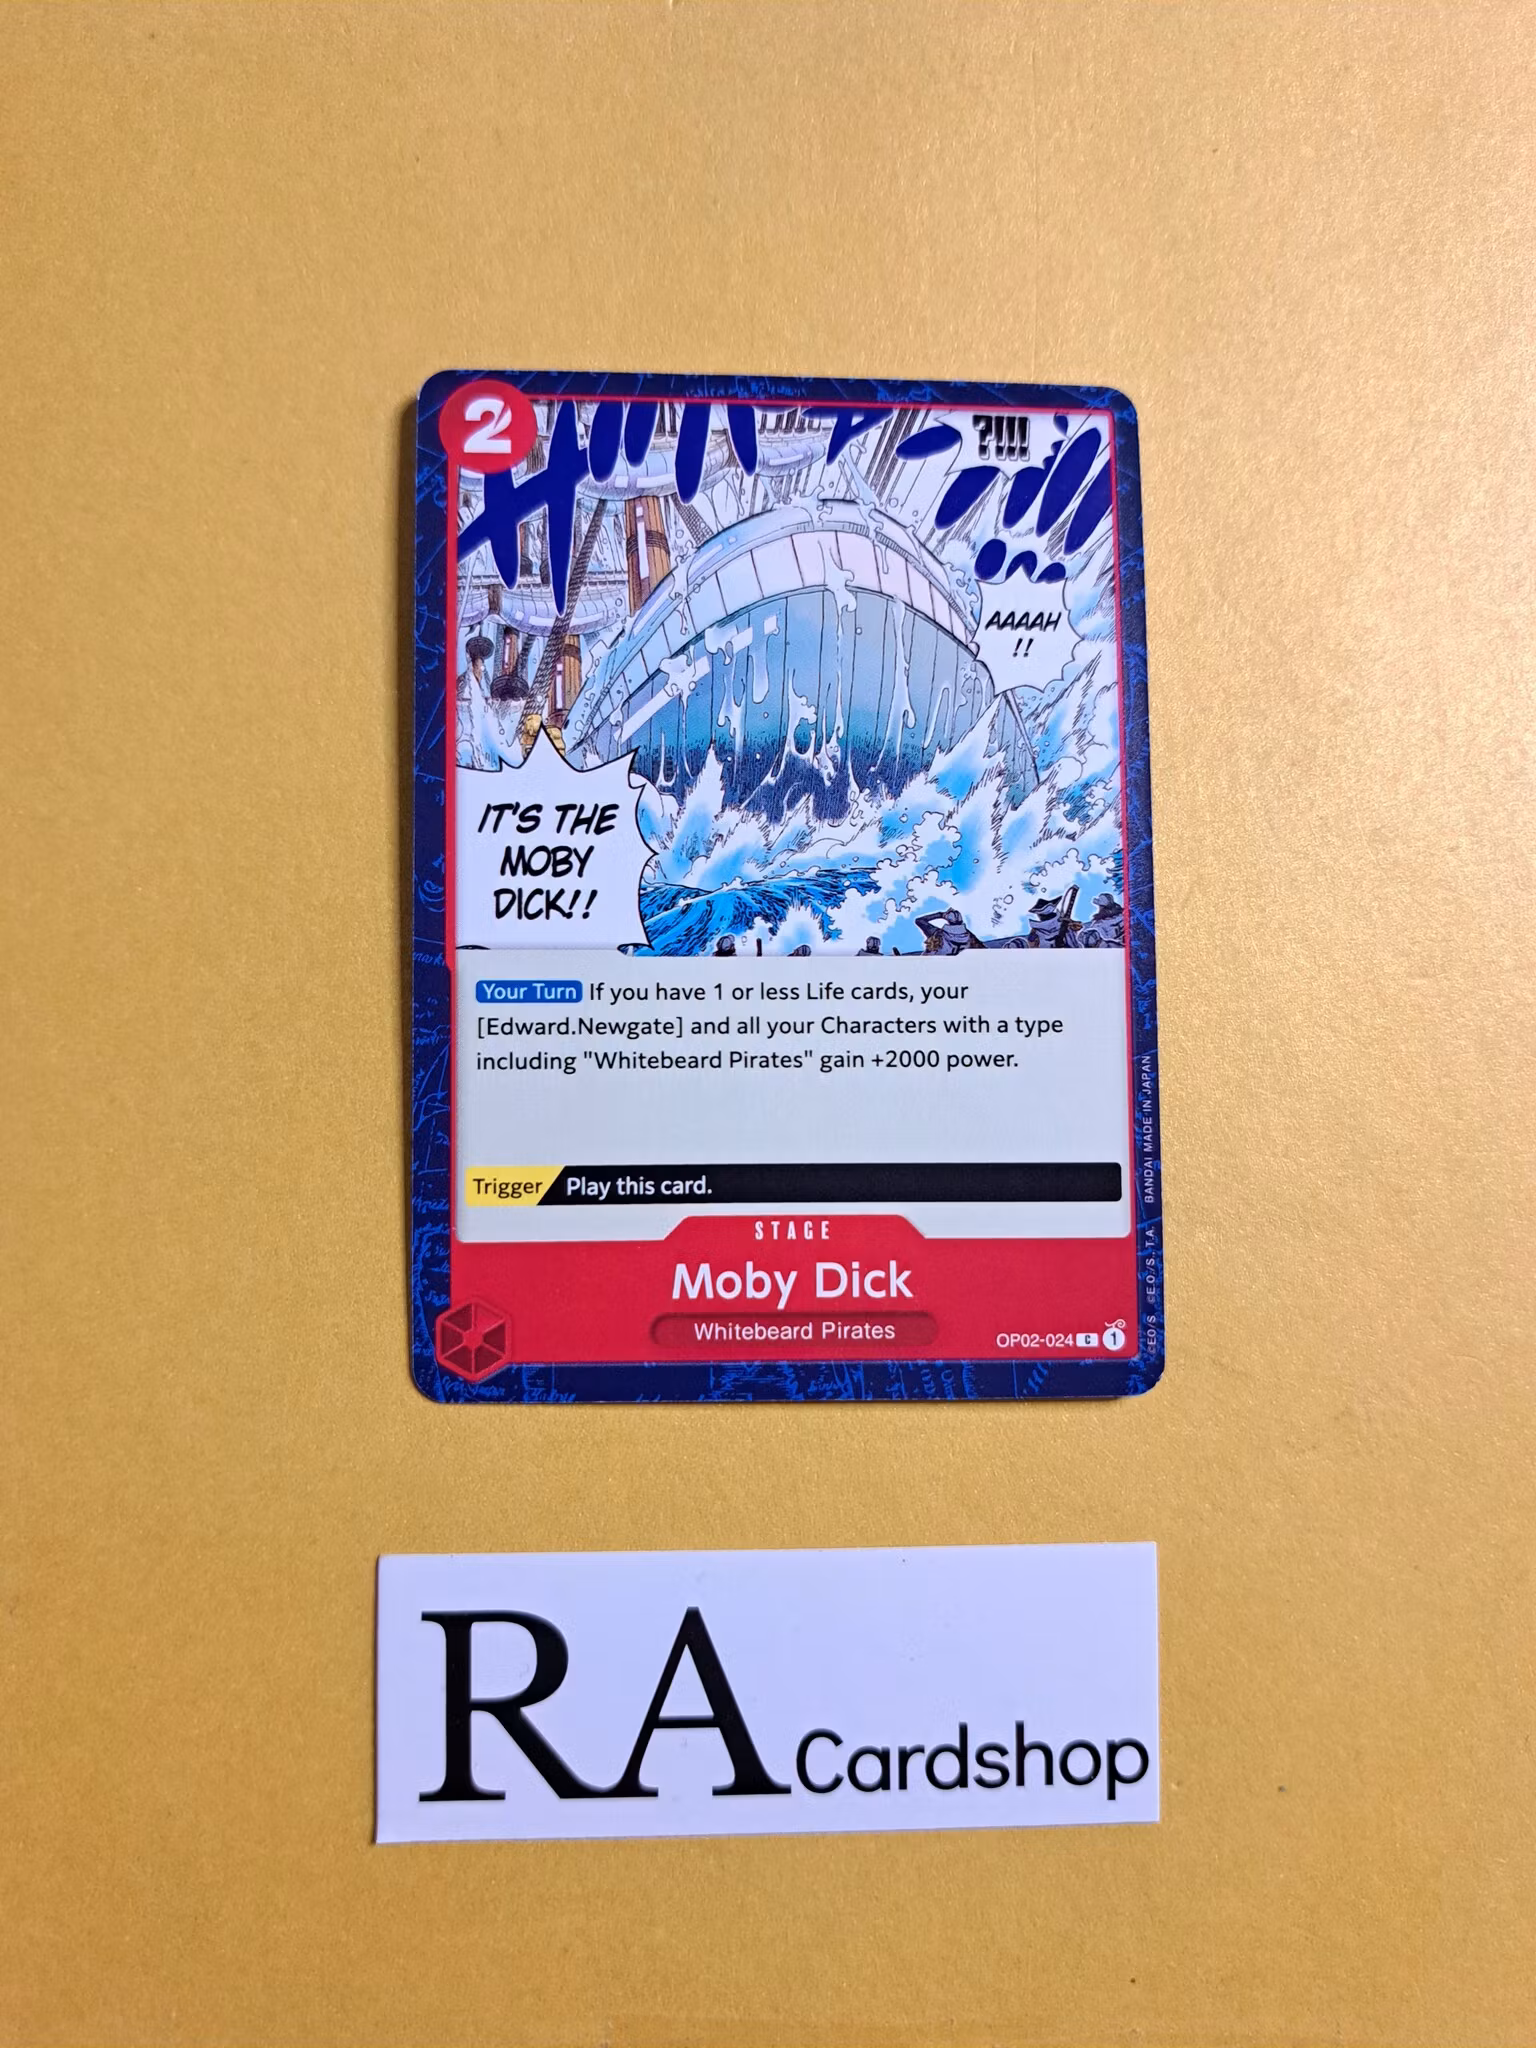 2
?!!!
AAAAH
!!
IT'S THE
MOBY
DICK!!
Your Turn If you have 1 or less Life cards, your
[Edward.Newgate] and all your Characters with a type
including "Whitebeard Pirates" gain +2000 power.
Trigger Play this card.
STAGE
Moby Dick
Whitebeard Pirates
OP02-024 C 1
©EO/S ©E.O./S., T.A. BANDAI MADE IN JAPAN
RA Cardshop